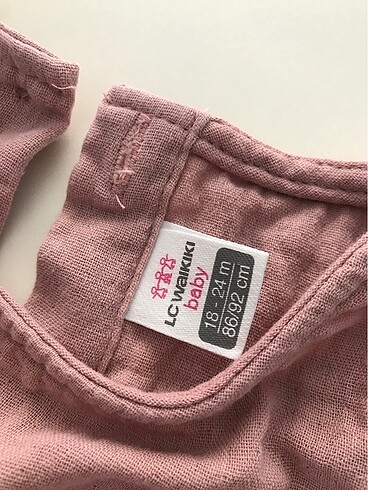 LC WAIKIKI
baby
18 - 24 m
86/92 cm